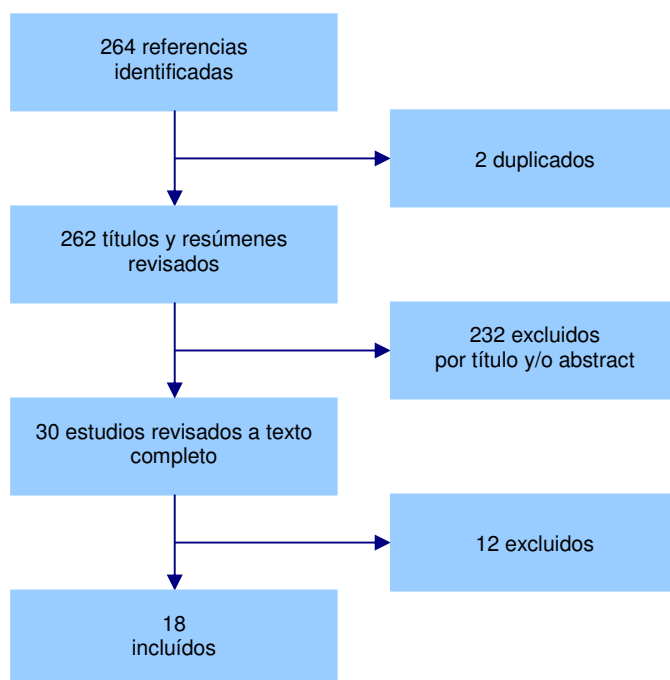 264 referencias
identificadas
2 duplicados
262 títulos y resúmenes
revisados
232 excluidos
por título y/o abstract
30 estudios revisados a texto
completo
12 excluidos
18
incluídos